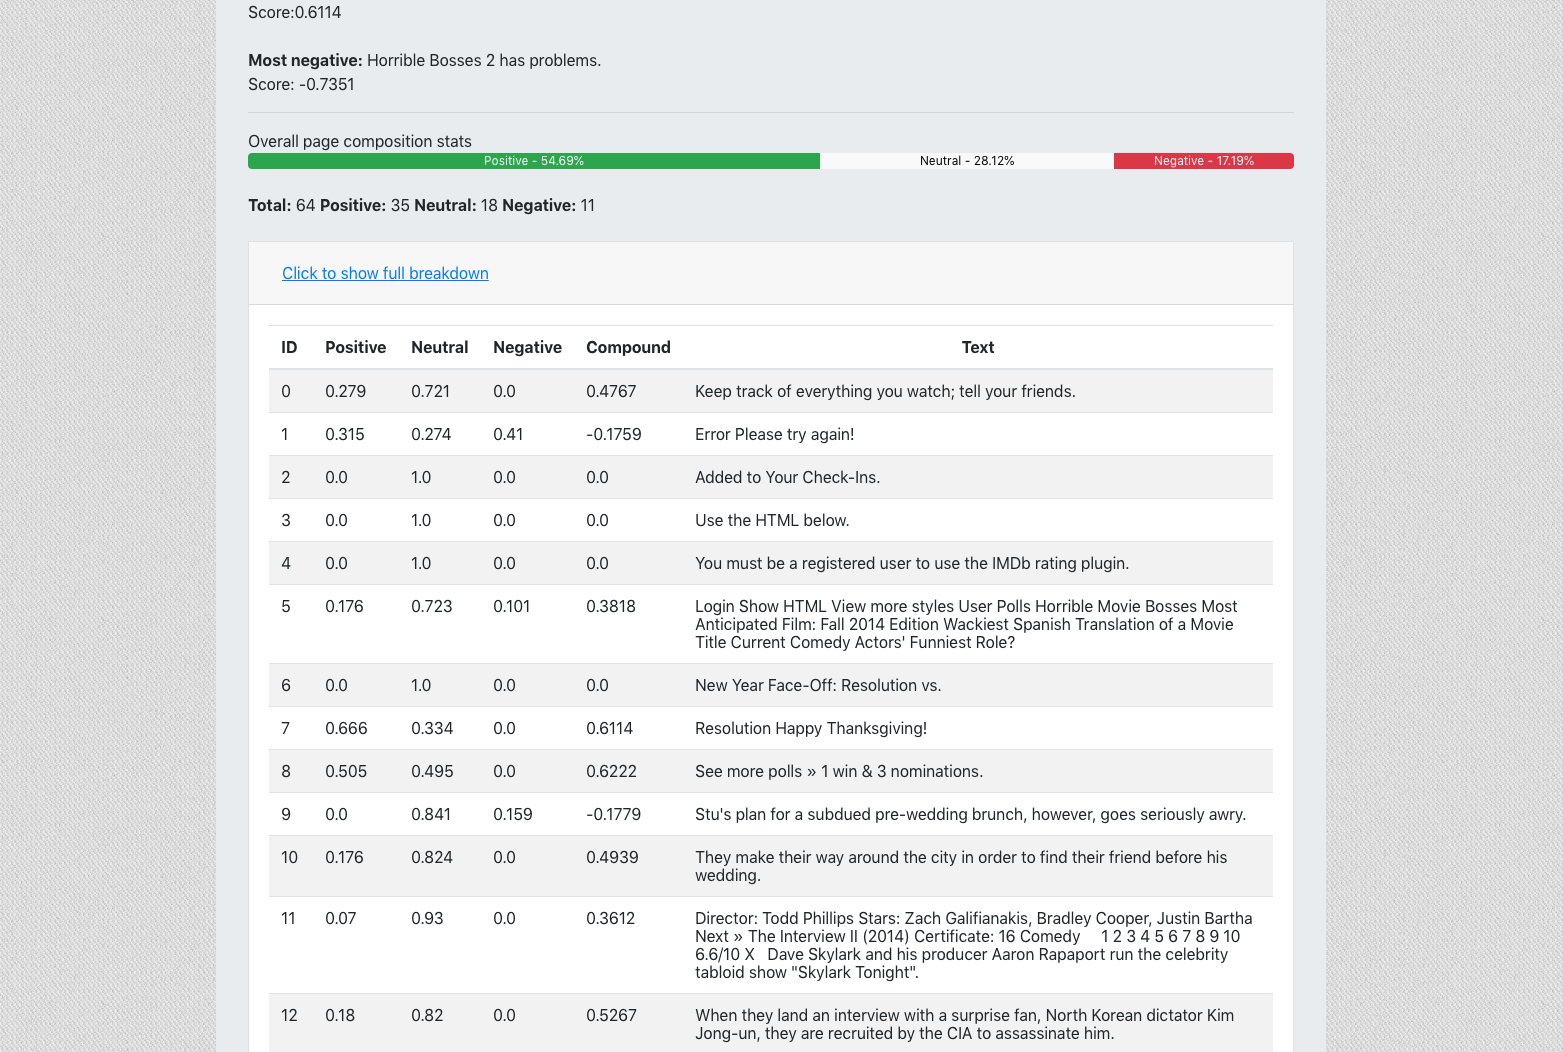 Score:0.6114
Most negative: Horrible Bosses 2 has problems.
Score: -0.7351
Overall page composition stats
Positive - 54.69% Neutral - 28.12% Negative - 17.19%
Total: 64 Positive: 35 Neutral: 18 Negative: 11
Click to show full breakdown
ID Positive Neutral Negative Compound Text
0 0.279 0.721 0.0 0.4767 Keep track of everything you watch; tell your friends.
1 0.315 0.274 0.41 -0.1759 Error Please try again!
2 0.0 1.0 0.0 0.0 Added to Your Check-Ins.
3 0.0 1.0 0.0 0.0 Use the HTML below.
4 0.0 1.0 0.0 0.0 You must be a registered user to use the IMDb rating plugin.
5 0.176 0.723 0.101 0.3818 Login Show HTML View more styles User Polls Horrible Movie Bosses Most
Anticipated Film: Fall 2014 Edition Wackiest Spanish Translation of a Movie
Title Current Comedy Actors' Funniest Role?
6 0.0 1.0 0.0 0.0 New Year Face-Off: Resolution vs.
7 0.666 0.334 0.0 0.6114 Resolution Happy Thanksgiving!
8 0.505 0.495 0.0 0.6222 See more polls » 1 win & 3 nominations.
9 0.0 0.841 0.159 -0.1779 Stu's plan for a subdued pre-wedding brunch, however, goes seriously awry.
10 0.176 0.824 0.0 0.4939 They make their way around the city in order to find their friend before his
wedding.
11 0.07 0.93 0.0 0.3612 Director: Todd Phillips Stars: Zach Galifianakis, Bradley Cooper, Justin Bartha
Next » The Interview II (2014) Certificate: 16 Comedy 1 2 3 4 5 6 7 8 9 10
6.6/10 X Dave Skylark and his producer Aaron Rapaport run the celebrity
tabloid show "Skylark Tonight".
12 0.18 0.82 0.0 0.5267 When they land an interview with a surprise fan, North Korean dictator Kim
Jong-un, they are recruited by the CIA to assassinate him.